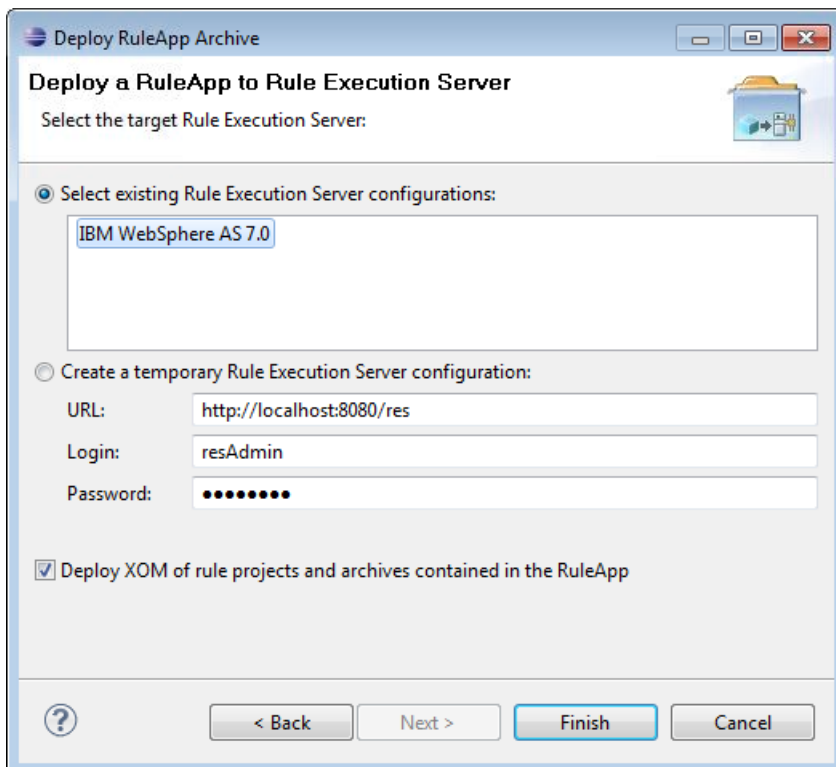 Deploy RuleApp Archive
Deploy a RuleApp to Rule Execution Server
Select the target Rule Execution Server:
Select existing Rule Execution Server configurations:
IBM WebSphere AS 7.0
Create a temporary Rule Execution Server configuration:
URL: http://localhost:8080/res
Login: resAdmin
Password: ●●●●●●●●
Deploy XOM of rule projects and archives contained in the RuleApp
? < Back Next > Finish Cancel